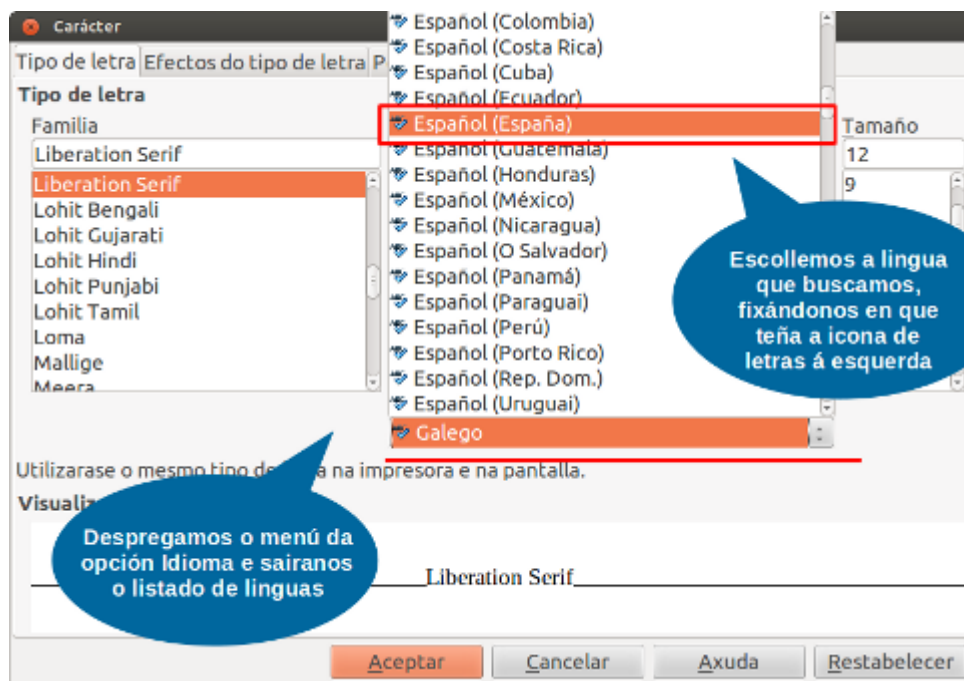 Carácter
Tipo de letra Efectos do tipo de letra P
Tipo de letra
Familia
Liberation Serif
Liberation Serif
Lohit Bengali
Lohit Gujarati
Lohit Hindi
Lohit Punjabi
Lohit Tamil
Loma
Mallige
Meera
Español (Colombia)
Español (Costa Rica)
Español (Cuba)
Español (Ecuador)
Español (España)
Español (Guatemala)
Español (Honduras)
Español (México)
Español (Nicaragua)
Español (O Salvador)
Español (Panamá)
Español (Paraguai)
Español (Perú)
Español (Porto Rico)
Español (Rep. Dom.)
Español (Uruguai)
Galego
Tamaño
12
9
Escollemos a lingua
que buscamos,
fixándonos en que
teña a icona de
letras á esquerda
Utilizarase o mesmo tipo de na impresora e na pantalla.
Despregamos o menú da
opción Idioma e sairanos
o listado de linguas
Liberation Serif
Aceptar Cancelar Axuda Restabelecer